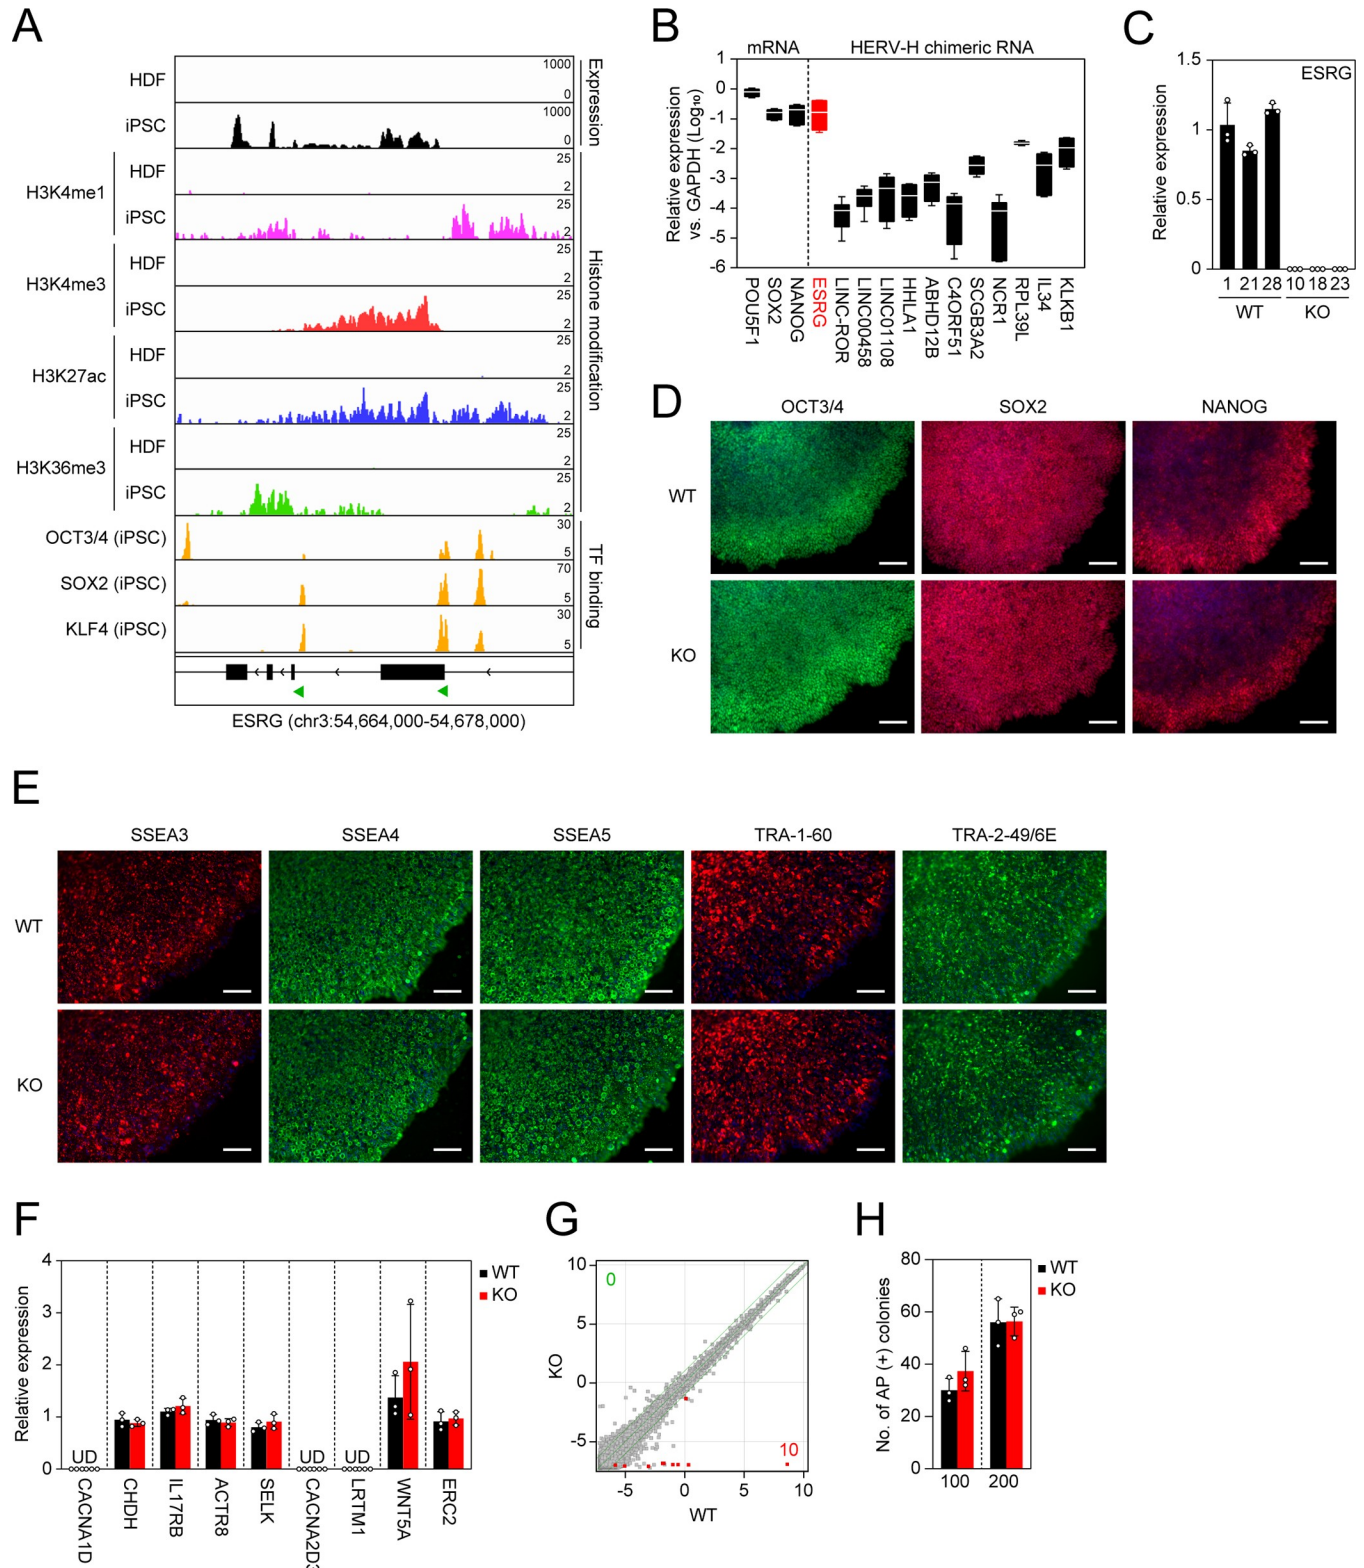 A
HDF
1000
0
iPSC
1000
0
Expression
H3K4me1
HDF
25
2
iPSC
25
2
H3K4me3
HDF
25
2
iPSC
25
2
H3K27ac
HDF
25
2
iPSC
25
2
H3K36me3
HDF
25
2
iPSC
25
2
Histone modification
OCT3/4 (iPSC)
30
5
SOX2 (iPSC)
70
5
KLF4 (iPSC)
30
5
TF binding
ESRG (chr3:54,664,000-54,678,000)
B
mRNA
HERV-H chimeric RNA
Relative expression
vs. GAPDH (Log₁₀)
1
0
-1
-2
-3
-4
-5
-6
POU5F1
SOX2
NANOG
ESRG
LINC-ROR
LINC00458
LINC01108
HHLA1
ABHD12B
C4ORF51
SCGB3A2
NCR1
RPL39L
IL34
KLKB1
C
ESRG
Relative expression
1.5
1
0.5
0
1 21 28 10 18 23
WT KO
D
OCT3/4 SOX2 NANOG
WT
KO
E
SSEA3 SSEA4 SSEA5 TRA-1-60 TRA-2-49/6E
WT
KO
F
Relative expression
4
3
2
1
0
WT
KO
UD UD UD
CACNA1D
CHDH
IL17RB
ACTR8
SELK
CACNA2D3
LRTM1
WNT5A
ERC2
G
KO
10
5
0
-5
0
10
-5 0 5 10
WT
H
No. of AP (+) colonies
80
60
40
20
0
WT
KO
100 200